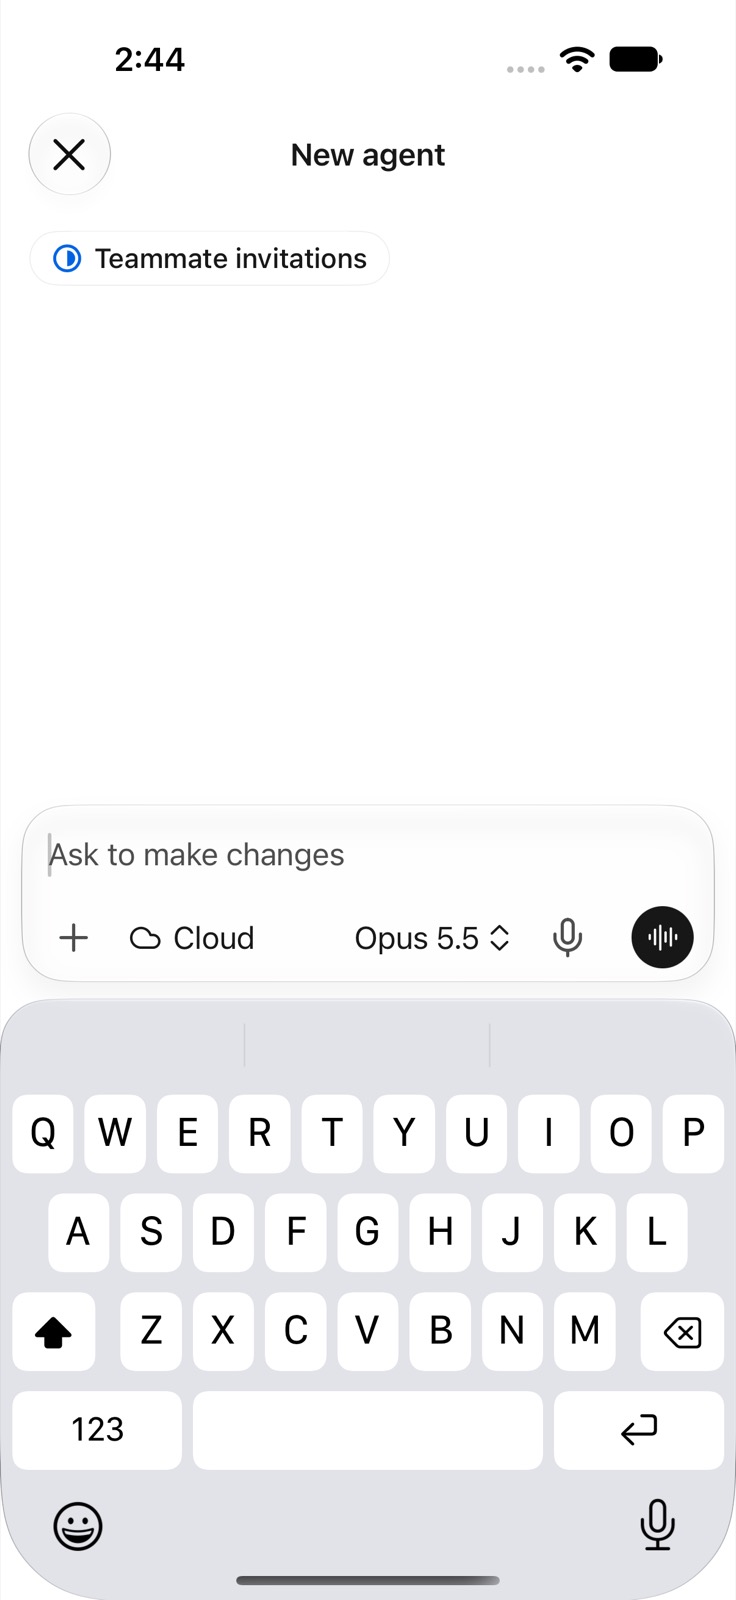 2:44
New agent
Teammate invitations
Ask to make changes
Cloud
Opus 5.5
Q W E R T Y U I O P
A S D F G H J K L
Z X C V B N M
123